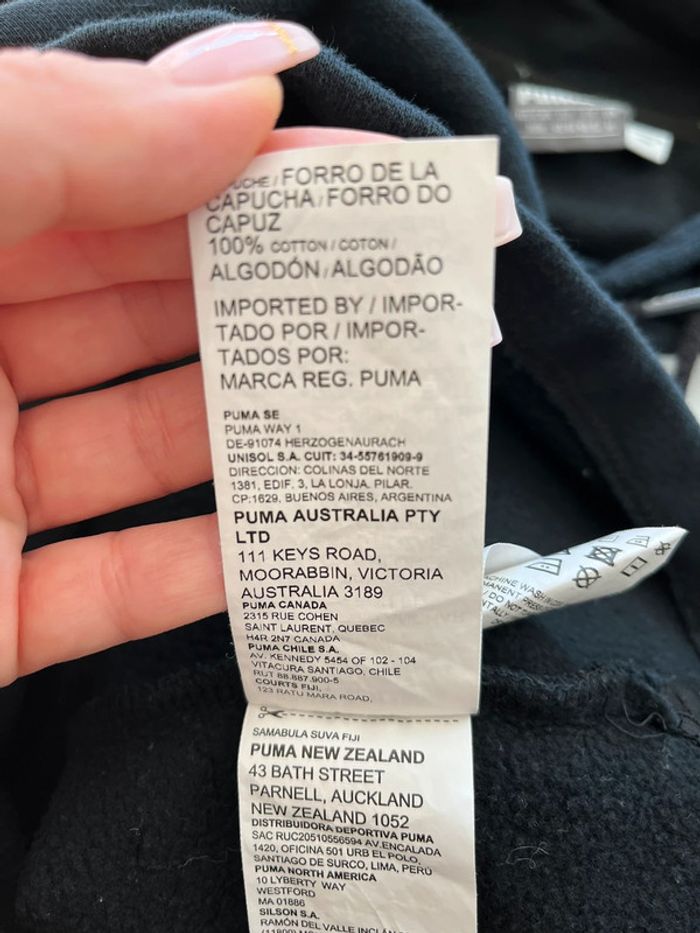 FORRO DE LA
CAPUCHA/FORRO DO
CAPUZ
100% COTTON / COTON /
ALGODÓN/ALGODÃO
IMPORTED BY / IMPOR-
TADO POR / IMPOR-
TADOS POR:
MARCA REG. PUMA
PUMA SE
PUMA WAY 1
DE-91074 HERZOGENAURACH
UNISOL S.A. CUIT: 34-55761909-9
DIRECCION: COLINAS DEL NORTE
1381, EDIF. 3, LA LONJA, PILAR.
CP:1629, BUENOS AIRES, ARGENTINA
PUMA AUSTRALIA PTY
LTD
111 KEYS ROAD,
MOORABBIN, VICTORIA
AUSTRALIA 3189
PUMA CANADA
2315 RUE COHEN
SAINT LAURENT, QUEBEC
H4R 2N7 CANADA
PUMA CHILE S.A.
AV. KENNEDY 5454 OF 102 - 104
VITACURA SANTIAGO, CHILE
RUT 88.887.900-5
COURTS FIJI,
123 RATU MARA ROAD,
SAMABULA SUVA FIJI
PUMA NEW ZEALAND
43 BATH STREET
PARNELL, AUCKLAND
NEW ZEALAND 1052
DISTRIBUIDORA DEPORTIVA PUMA
SAC RUC20510556594 AV.ENCALADA
1420, OFICINA 501 URB EL POLO,
SANTIAGO DE SURCO, LIMA, PERÚ
PUMA NORTH AMERICA
10 LYBERTY WAY
WESTFORD
MA 01886
SILSON S.A.
RAMÓN DEL VALLE
DO NOT